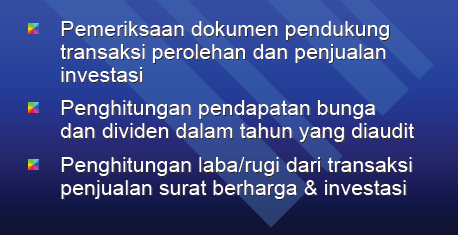 Pemeriksaan dokumen pendukung
transaksi perolehan dan penjualan
investasi
Penghitungan pendapatan bunga
dan dividen dalam tahun yang diaudit
Penghitungan laba/rugi dari transaksi
penjualan surat berharga & investasi